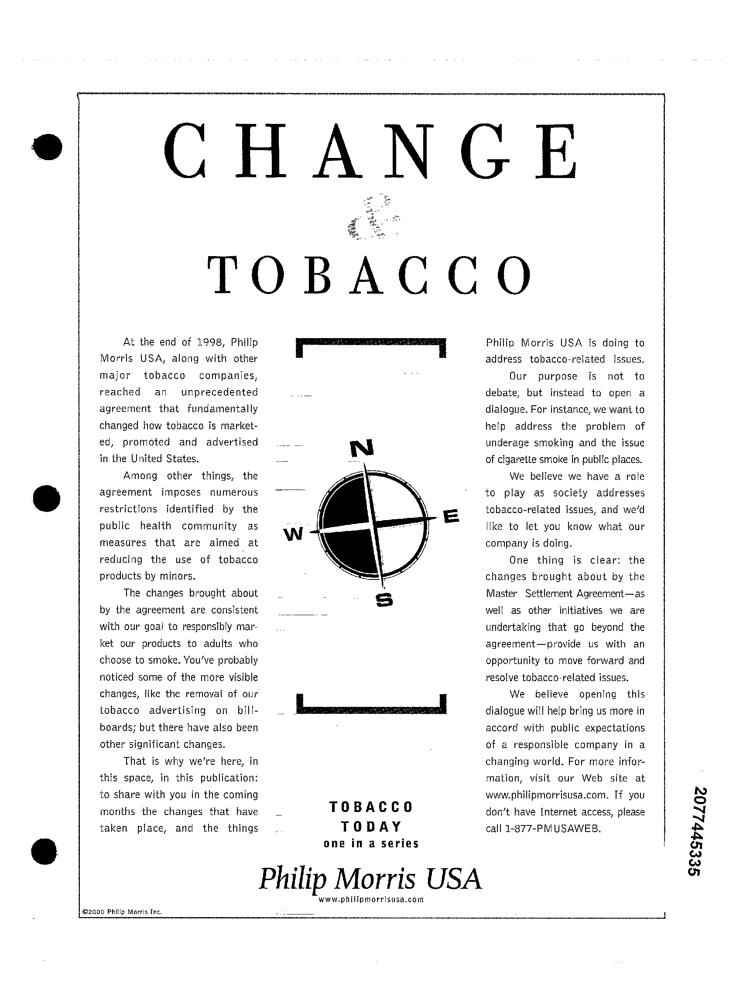 CHANGE
&
TOBACCO
At the end of 1998, Philip
Morris USA, along with other
major tobacco companies,
reached an unprecedented
agreement that fundamentally
changed how tobacco is market-
ed, promoted and advertised
in the United States.
Among other things, the
agreement imposes numerous
restrictions identified by the
public health community as
measures that are aimed at
reducing the use of tobacco
products by minors.
The changes brought about
by the agreement are consistent
with our goal to responsibly mar-
ket our products to adults who
choose to smoke. You've probably
noticed some of the more visible
changes, like the removal of our
tobacco advertising on bill-
boards; but there have also been
other significant changes.
That is why we're here, in
this space, in this publication:
to share with you in the coming
months the changes that have
taken place, and the things
N
W
E
S
TOBACCO
TODAY
one in a series
Philip Morris USA is doing to
address tobacco-related issues.
Our purpose is not to
debate, but instead to open a
dialogue. For instance, we want to
help address the problem of
underage smoking and the issue
of cigarette smoke in public places.
We believe we have a role
to play as society addresses
tobacco-related issues, and we'd
like to let you know what our
company is doing.
One thing is clear: the
changes brought about by the
Master Settlement Agreement—as
well as other initiatives we are
undertaking that go beyond the
agreement—provide us with an
opportunity to move forward and
resolve tobacco-related issues.
We believe opening this
dialogue will help bring us more in
accord with public expectations
of a responsible company in a
changing world. For more infor-
mation, visit our Web site at
www.philipmorrisusa.com. If you
don't have Internet access, please
call 1-877-PMUSAWEB.
Philip Morris USA
www.philipmorrisusa.com
©2000 Philip Morris Inc.
2077445335